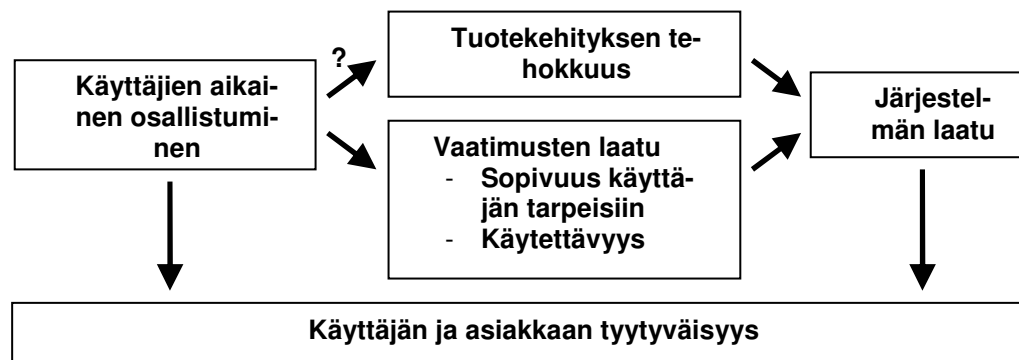 ?
Tuotekehityksen te-
hokkuus
Käyttäjien aikai-
nen osallistumi-
nen
Vaatimusten laatu
- Sopivuus käyttä-
jän tarpeisiin
- Käytettävyys
Järjestel-
män laatu
Käyttäjän ja asiakkaan tyytyväisyys